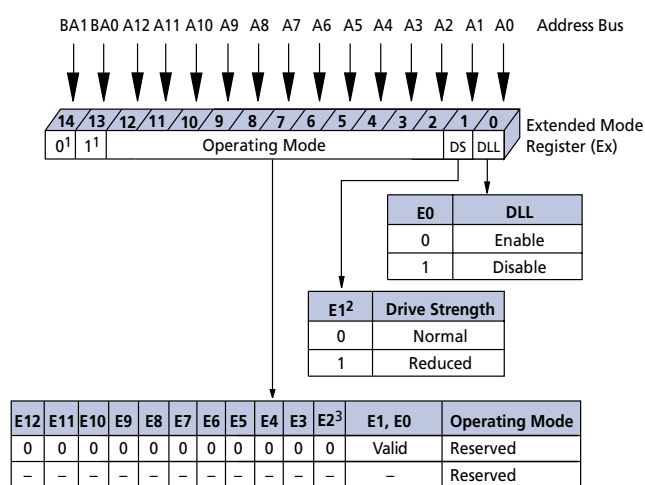 BA1 BA0 A12 A11 A10 A9 A8 A7 A6 A5 A4 A3 A2 A1 A0 Address Bus
14 13 12 11 10 9 8 7 6 5 4 3 2 1 0
Extended Mode
Register (Ex)
0¹ 1¹ Operating Mode DS DLL
E0 DLL
0 Enable
1 Disable
E1² Drive Strength
0 Normal
1 Reduced
E12 E11 E10 E9 E8 E7 E6 E5 E4 E3 E2³ E1, E0 Operating Mode
0 0 0 0 0 0 0 0 0 0 0 Valid Reserved
– – – – – – – – – – – – Reserved